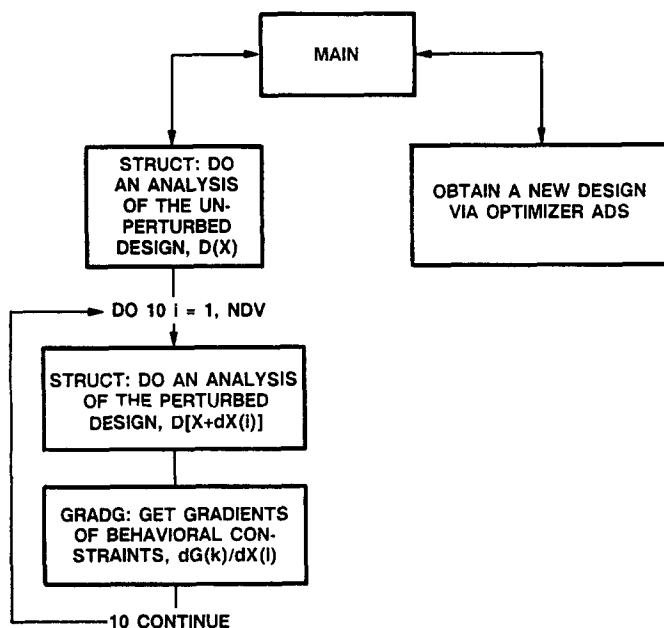 MAIN
STRUCT: DO
AN ANALYSIS
OF THE UN-
PERTURBED
DESIGN, D(X)
OBTAIN A NEW DESIGN
VIA OPTIMIZER ADS
DO 10 i = 1, NDV
STRUCT: DO AN ANALYSIS
OF THE PERTURBED
DESIGN, D[X+dX(i)]
GRADG: GET GRADIENTS
OF BEHAVIORAL CON-
STRAINTS, dG(k)/dX(l)
10 CONTINUE